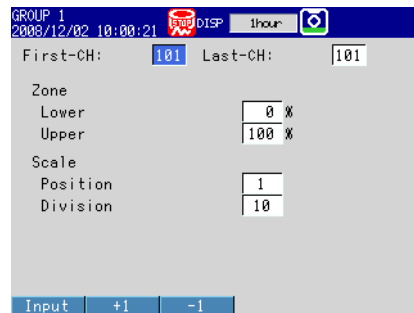 GROUP 1
2008/12/02 10:00:21 STOP DISP 1hour
First-CH: 101 Last-CH: 101
Zone
Lower 0 %
Upper 100 %
Scale
Position 1
Division 10
Input +1 -1